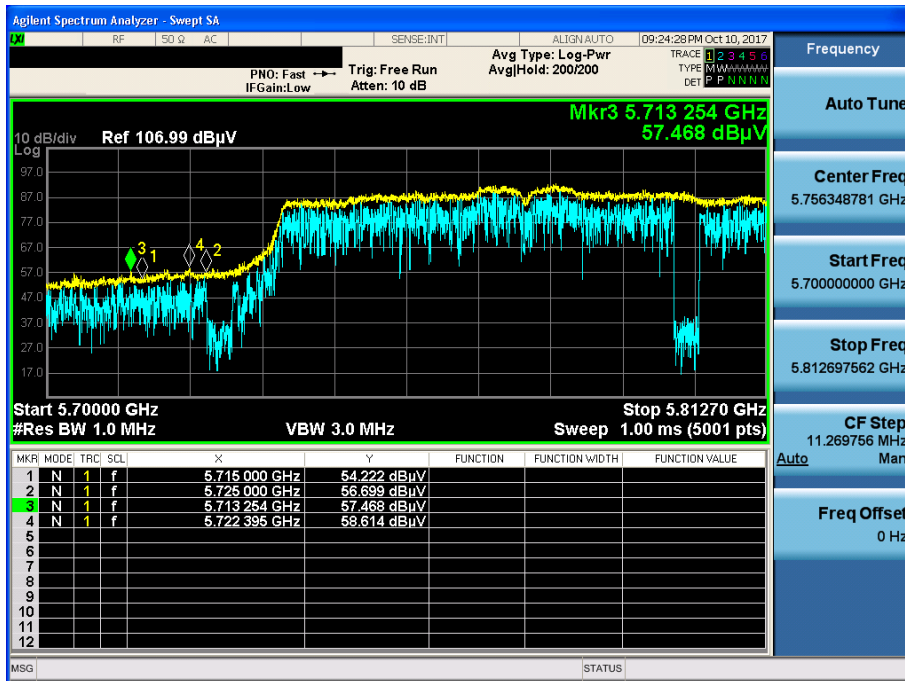 Agilent Spectrum Analyzer - Swept SA
LXI RF 50 Ω AC SENSE:INT ALIGN AUTO 09:24:28 PM Oct 10, 2017
Frequency
Avg Type: Log-Pwr TRACE 1 2 3 4 5 6
PNO: Fast Trig: Free Run Avg|Hold: 200/200 TYPE M W W W W W
IFGain:Low Atten: 10 dB DET P P N N N N
Auto Tune
Mkr3 5.713 254 GHz
10 dB/div Ref 106.99 dBµV 57.468 dBµV
Log
97.0
87.0
77.0
67.0
57.0
47.0
37.0
27.0
17.0
3 1 4 2
Center Freq
5.756348781 GHz
Start Freq
5.700000000 GHz
Stop Freq
5.812697562 GHz
Start 5.70000 GHz Stop 5.81270 GHz
#Res BW 1.0 MHz VBW 3.0 MHz Sweep 1.00 ms (5001 pts)
CF Step
11.269756 MHz
Auto Man
MKR MODE TRC SCL X Y FUNCTION FUNCTION WIDTH FUNCTION VALUE
1 N 1 f 5.715 000 GHz 54.222 dBµV
2 N 1 f 5.725 000 GHz 56.699 dBµV
3 N 1 f 5.713 254 GHz 57.468 dBµV
4 N 1 f 5.722 395 GHz 58.614 dBµV
5
6
7
8
9
10
11
12
Freq Offset
0 Hz
MSG STATUS